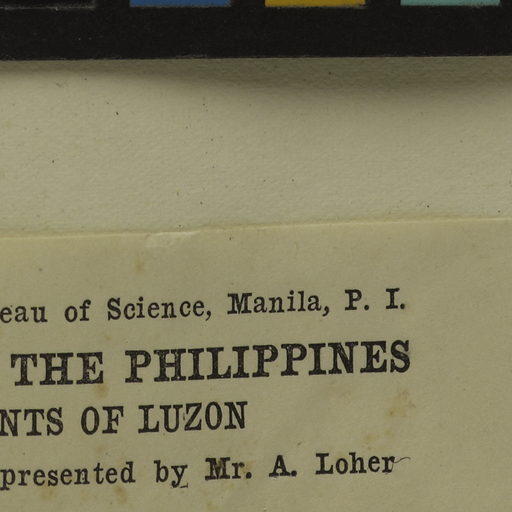 eau of Science, Manila, P. I.
THE PHILIPPINES
NTS OF LUZON
presented by Mr. A. Loher